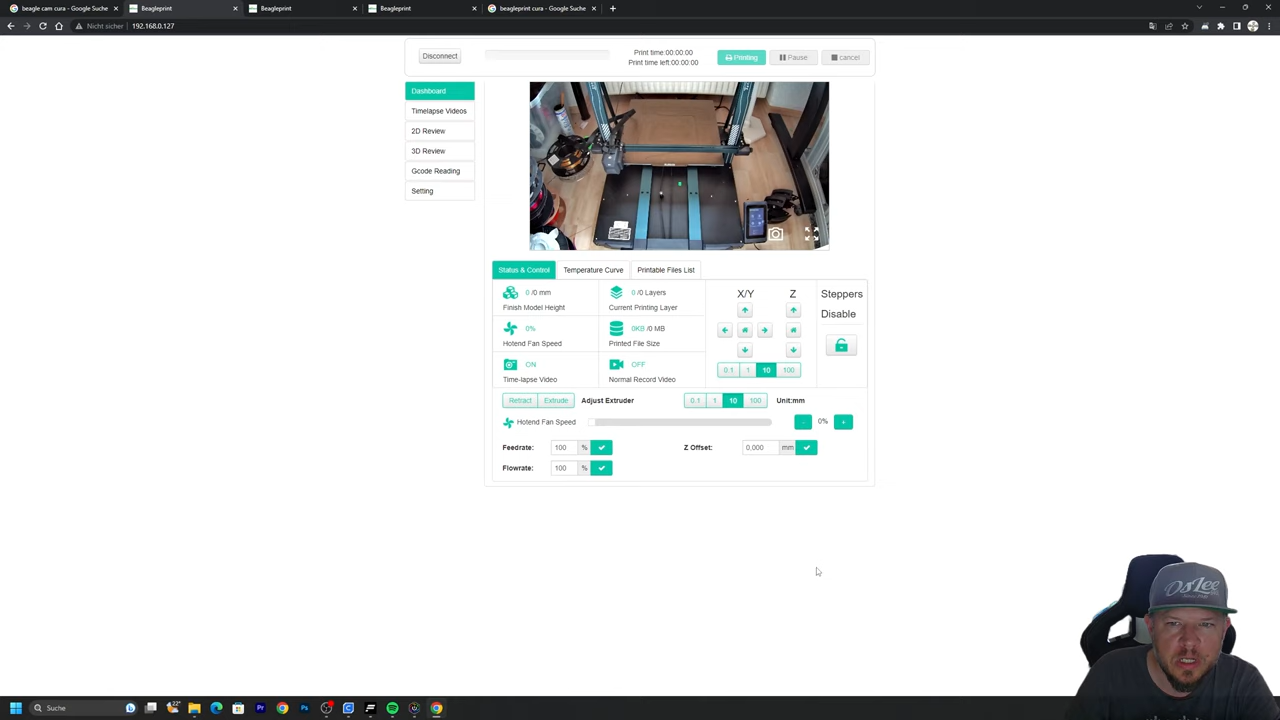 beagle cam cura - Google Suche
Beagleprint
Beagleprint
Beagleprint
beagleprint cura - Google Suche
Nicht sicher
192.168.0.127
Disconnect
Print time:00:00:00
Print time left:00:00:00
Printing
Pause
cancel
Dashboard
Timelapse Videos
2D Review
3D Review
Gcode Reading
Setting
Status & Control
Temperature Curve
Printable Files List
0 /0 mm
Finish Model Height
0 /0 Layers
Current Printing Layer
0%
Hotend Fan Speed
0KB /0 MB
Printed File Size
ON
Time-lapse Video
OFF
Normal Record Video
X/Y
Z
0.1 1 10 100
Steppers
Disable
Retract Extrude Adjust Extruder 0.1 1 10 100 Unit:mm
Hotend Fan Speed - 0% +
Feedrate: 100 % Z Offset: 0,000 mm
Flowrate: 100 %
OsLee
22°
Suche
Pr
Ps